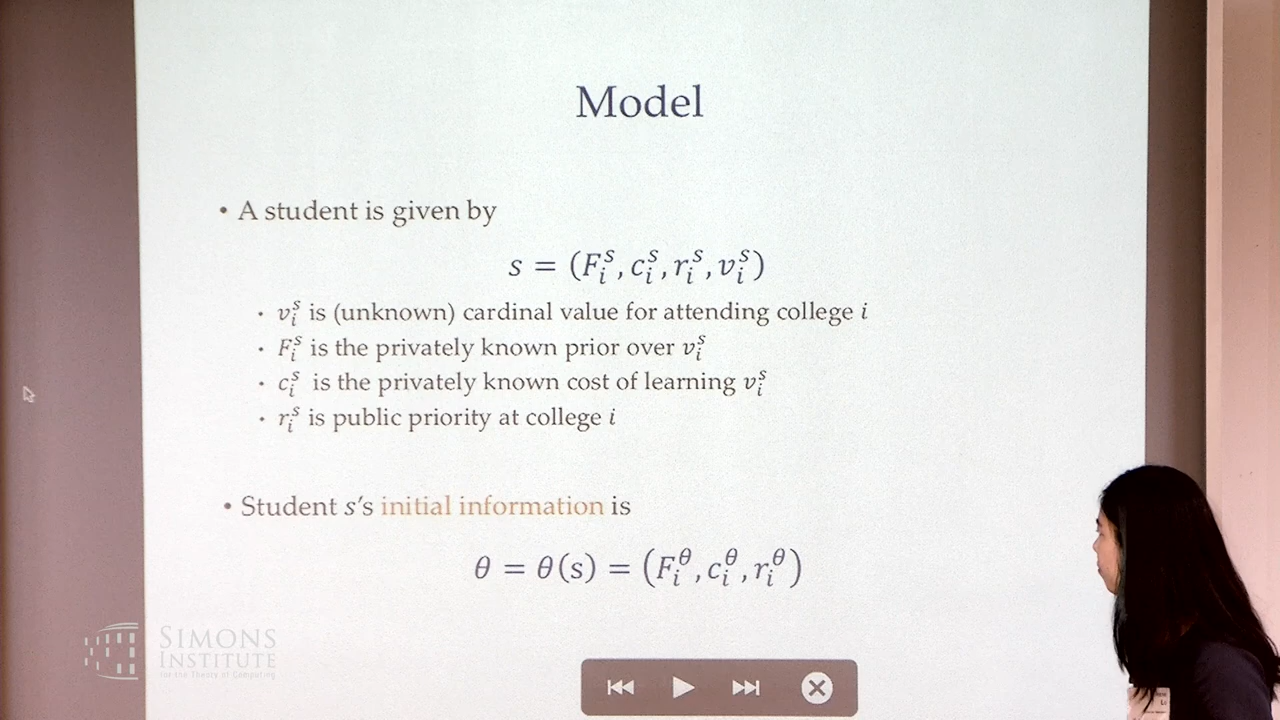 Model
• A student is given by
s = (F_i^s, c_i^s, r_i^s, v_i^s)
• v_i^s is (unknown) cardinal value for attending college i
• F_i^s is the privately known prior over v_i^s
• c_i^s is the privately known cost of learning v_i^s
• r_i^s is public priority at college i
• Student s's initial information is
θ = θ(s) = (F_i^θ, c_i^θ, r_i^θ)
SIMONS
INSTITUTE
for the Theory of Computing